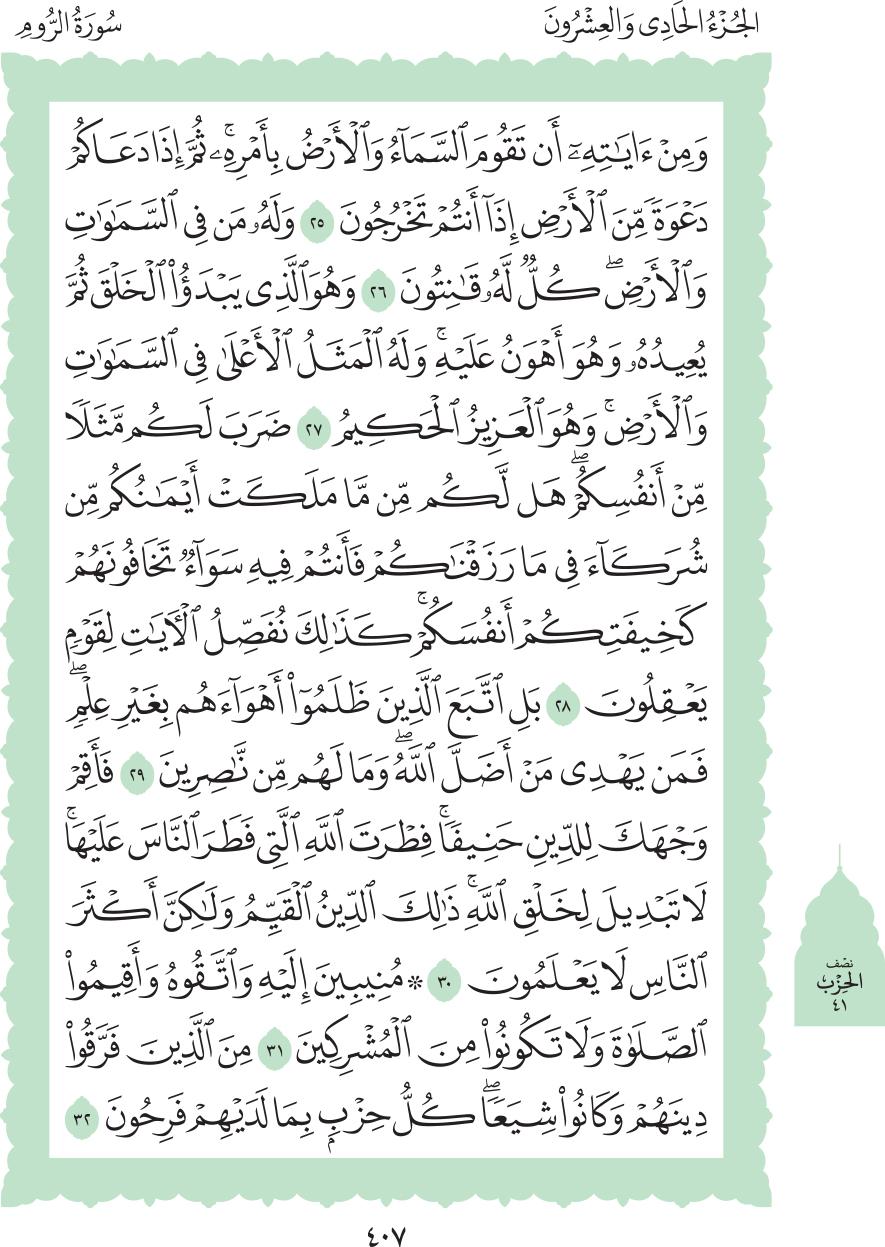 الجُزْءُ الحَادِى وَالعِشْرُونَ
سُورَةُ الرُّومِ
وَمِنْ ءَايَٰتِهِۦٓ أَن تَقُومَ ٱلسَّمَآءُ وَٱلْأَرْضُ بِأَمْرِهِۦۚ ثُمَّ إِذَا دَعَاكُمْ
دَعْوَةً مِّنَ ٱلْأَرْضِ إِذَآ أَنتُمْ تَخْرُجُونَ ٢٥ وَلَهُۥ مَن فِى ٱلسَّمَٰوَٰتِ
وَٱلْأَرْضِۖ كُلٌّ لَّهُۥ قَٰنِتُونَ ٢٦ وَهُوَ ٱلَّذِى يَبْدَؤُا۟ ٱلْخَلْقَ ثُمَّ
يُعِيدُهُۥ وَهُوَ أَهْوَنُ عَلَيْهِۚ وَلَهُ ٱلْمَثَلُ ٱلْأَعْلَىٰ فِى ٱلسَّمَٰوَٰتِ
وَٱلْأَرْضِۚ وَهُوَ ٱلْعَزِيزُ ٱلْحَكِيمُ ٢٧ ضَرَبَ لَكُم مَّثَلًا
مِّنْ أَنفُسِكُمْۖ هَل لَّكُم مِّن مَّا مَلَكَتْ أَيْمَٰنُكُم مِّن
شُرَكَآءَ فِى مَا رَزَقْنَٰكُمْ فَأَنتُمْ فِيهِ سَوَآءٌ تَخَافُونَهُمْ
كَخِيفَتِكُمْ أَنفُسَكُمْۚ كَذَٰلِكَ نُفَصِّلُ ٱلْءَايَٰتِ لِقَوْمٍ
يَعْقِلُونَ ٢٨ بَلِ ٱتَّبَعَ ٱلَّذِينَ ظَلَمُوٓا۟ أَهْوَآءَهُم بِغَيْرِ عِلْمٍۖ
فَمَن يَهْدِى مَنْ أَضَلَّ ٱللَّهُۖ وَمَا لَهُم مِّن نَّٰصِرِينَ ٢٩ فَأَقِمْ
وَجْهَكَ لِلدِّينِ حَنِيفًاۚ فِطْرَتَ ٱللَّهِ ٱلَّتِى فَطَرَ ٱلنَّاسَ عَلَيْهَاۚ
لَا تَبْدِيلَ لِخَلْقِ ٱللَّهِۚ ذَٰلِكَ ٱلدِّينُ ٱلْقَيِّمُ وَلَٰكِنَّ أَكْثَرَ
ٱلنَّاسِ لَا يَعْلَمُونَ ٣٠ ۞ مُنِيبِينَ إِلَيْهِ وَٱتَّقُوهُ وَأَقِيمُوا۟
ٱلصَّلَوٰةَ وَلَا تَكُونُوا۟ مِنَ ٱلْمُشْرِكِينَ ٣١ مِنَ ٱلَّذِينَ فَرَّقُوا۟
دِينَهُمْ وَكَانُوا۟ شِيَعًاۖ كُلُّ حِزْبٍۭ بِمَا لَدَيْهِمْ فَرِحُونَ ٣٢
نصف
الحِزْبُ
٤١
٤٠٧